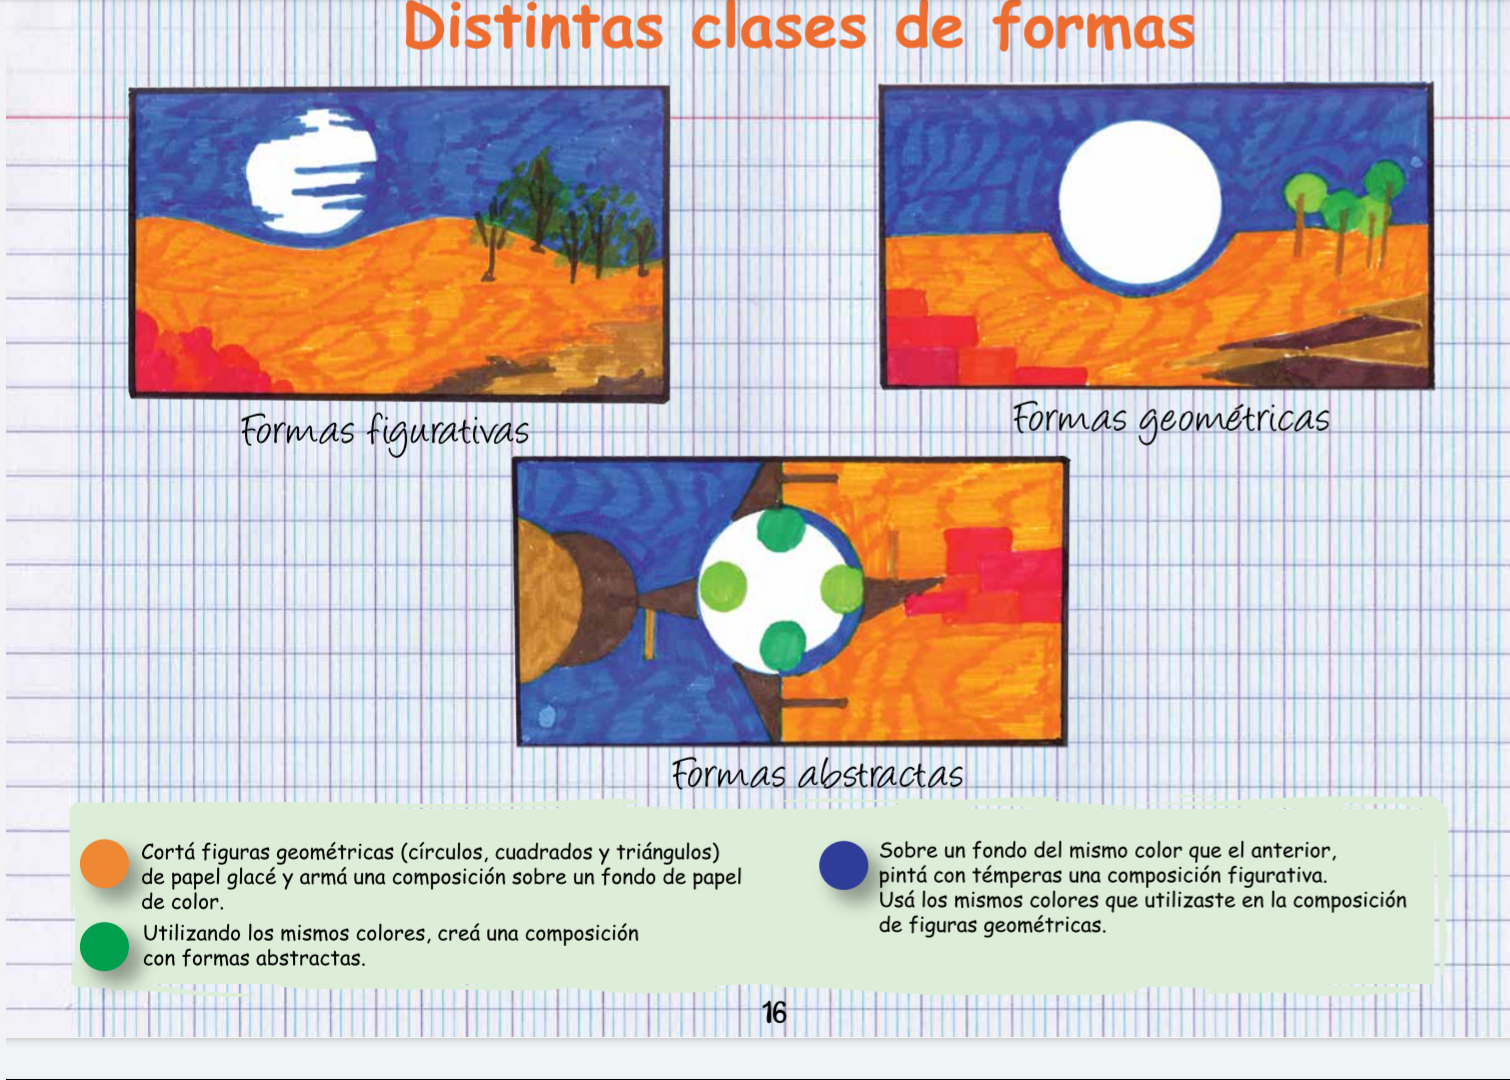 Distintas clases de formas
Formas figurativas
Formas geométricas
Formas abstractas
Cortá figuras geométricas (círculos, cuadrados y triángulos)
de papel glacé y armá una composición sobre un fondo de papel
de color.
Utilizando los mismos colores, creá una composición
con formas abstractas.
Sobre un fondo del mismo color que el anterior,
pintá con témperas una composición figurativa.
Usá los mismos colores que utilizaste en la composición
de figuras geométricas.
16